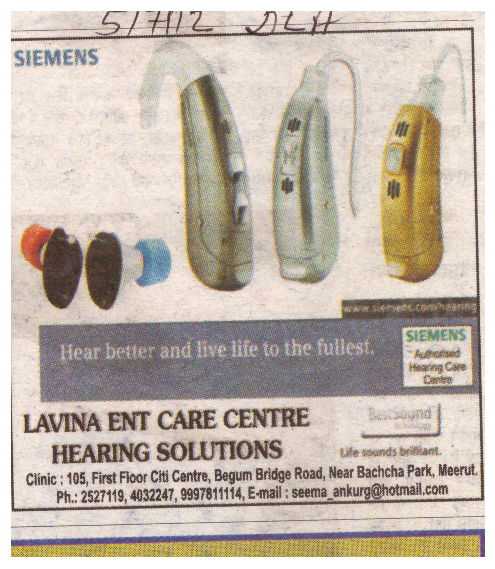 5/7/12 DLH
SIEMENS
www.siemens.com/hearing
Hear better and live life to the fullest.
SIEMENS
Authorised
Hearing Care
Centre
LAVINA ENT CARE CENTRE
HEARING SOLUTIONS
BestSound
Technology
Life sounds brilliant.
Clinic : 105, First Floor Citi Centre, Begum Bridge Road, Near Bachcha Park, Meerut.
Ph.: 2527119, 4032247, 9997811114, E-mail : seema_ankurg@hotmail.com